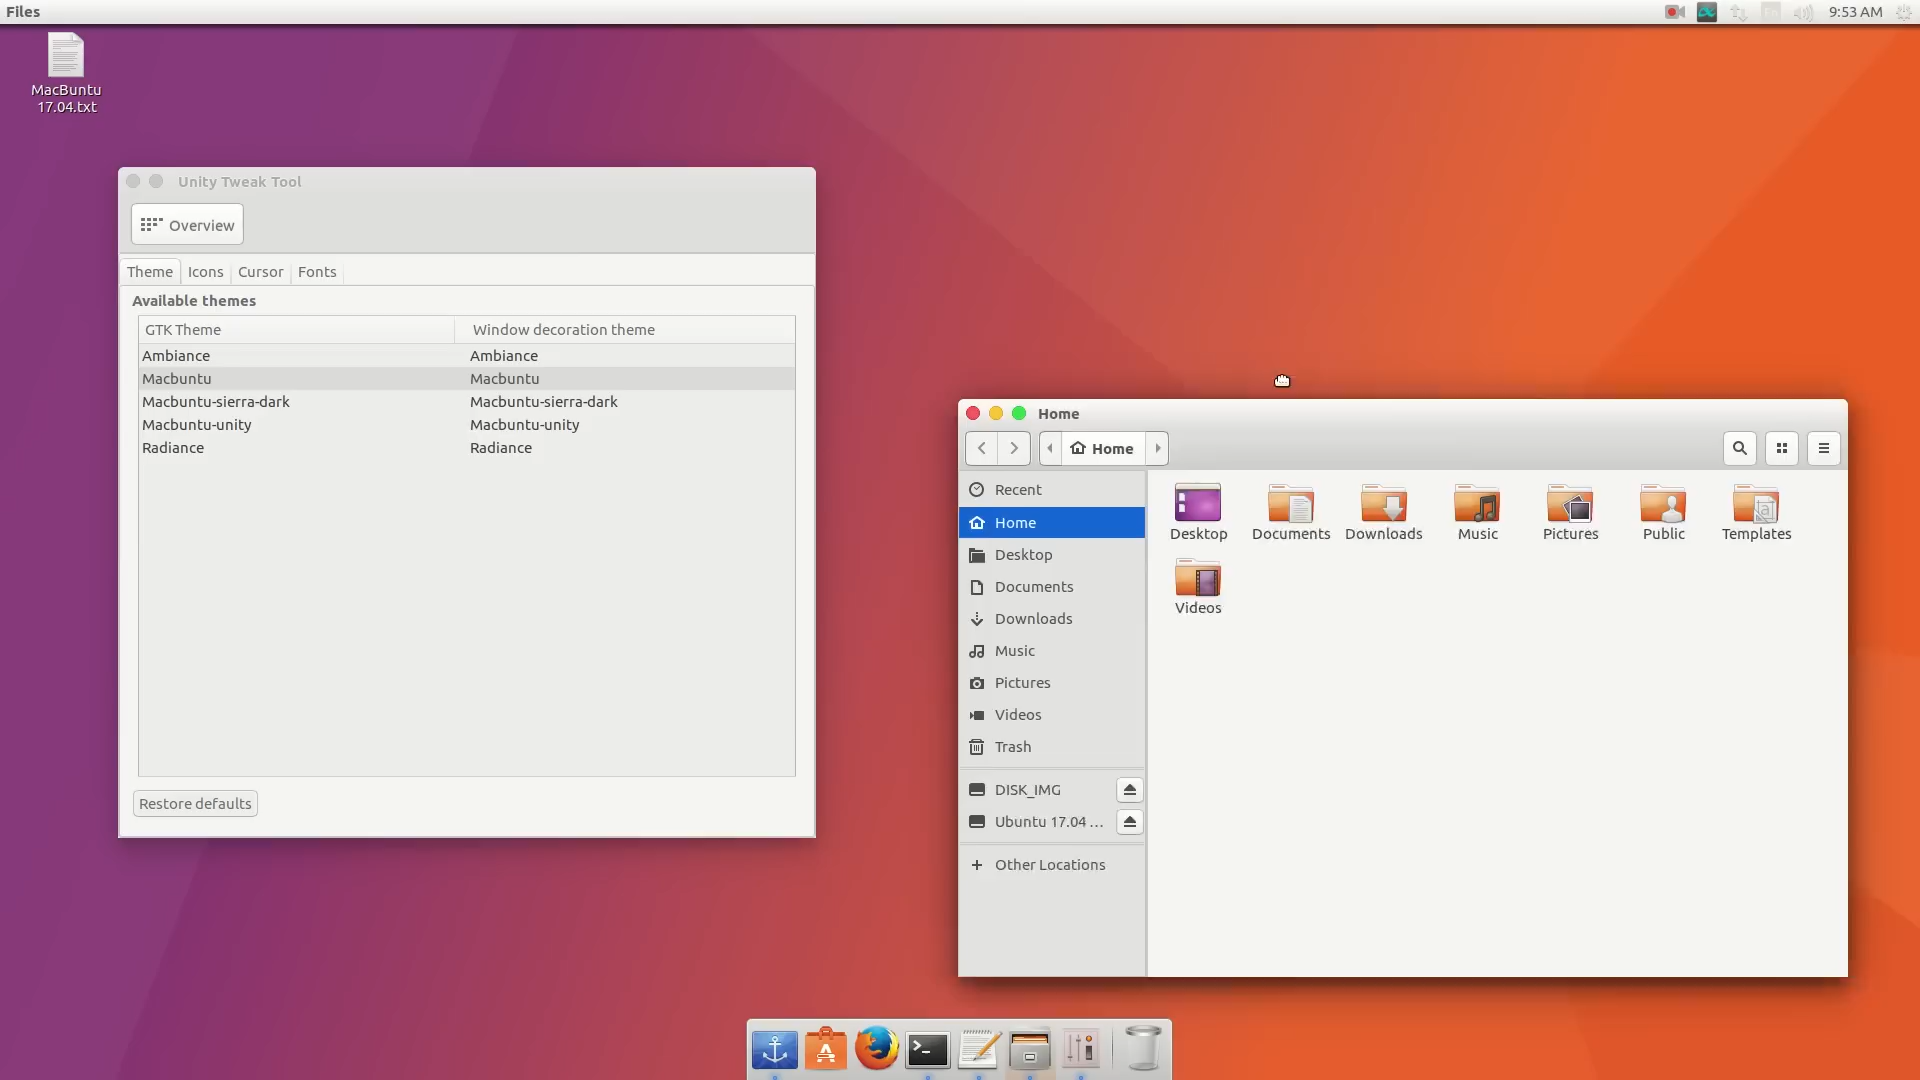 Files
9:53 AM
MacBuntu
17.04.txt
Unity Tweak Tool
Overview
Theme Icons Cursor Fonts
Available themes
GTK Theme Window decoration theme
Ambiance Ambiance
Macbuntu Macbuntu
Macbuntu-sierra-dark Macbuntu-sierra-dark
Macbuntu-unity Macbuntu-unity
Radiance Radiance
Restore defaults
Home
Home
Recent
Home
Desktop
Documents
Downloads
Music
Pictures
Videos
Trash
DISK_IMG
Ubuntu 17.04 ...
Other Locations
Desktop Documents Downloads Music Pictures Public Templates
Videos